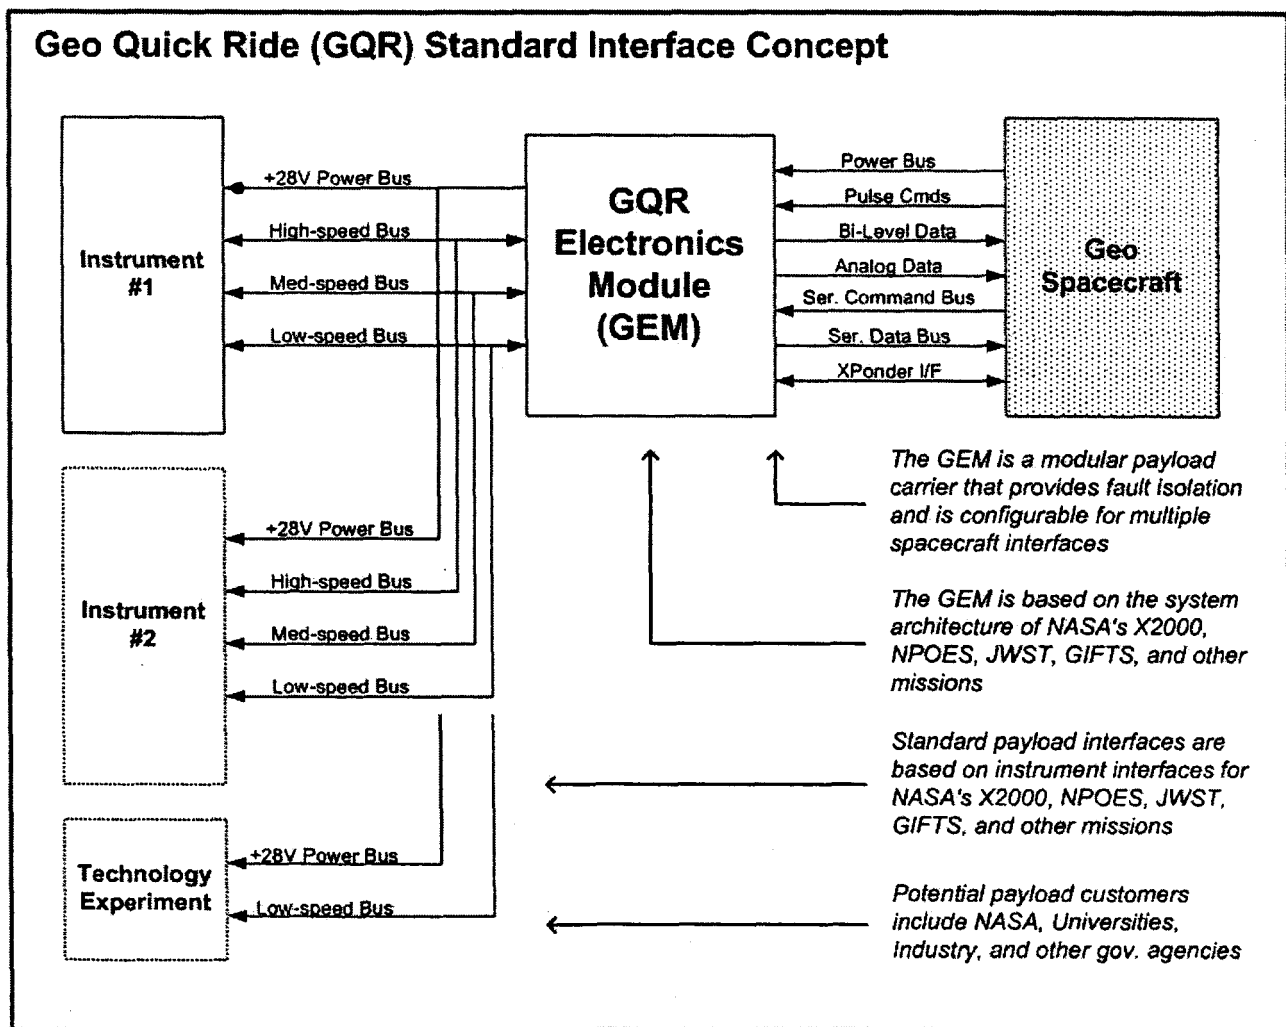 Geo Quick Ride (GQR) Standard Interface Concept
Instrument
#1
+28V Power Bus
High-speed Bus
Med-speed Bus
Low-speed Bus
GQR
Electronics
Module
(GEM)
Power Bus
Pulse Cmds
Bi-Level Data
Analog Data
Ser. Command Bus
Ser. Data Bus
XPonder I/F
Geo
Spacecraft
Instrument
#2
+28V Power Bus
High-speed Bus
Med-speed Bus
Low-speed Bus
Technology
Experiment
+28V Power Bus
Low-speed Bus
The GEM is a modular payload
carrier that provides fault isolation
and is configurable for multiple
spacecraft interfaces
The GEM is based on the system
architecture of NASA's X2000,
NPOES, JWST, GIFTS, and other
missions
Standard payload interfaces are
based on instrument interfaces for
NASA's X2000, NPOES, JWST,
GIFTS, and other missions
Potential payload customers
include NASA, Universities,
Industry, and other gov. agencies